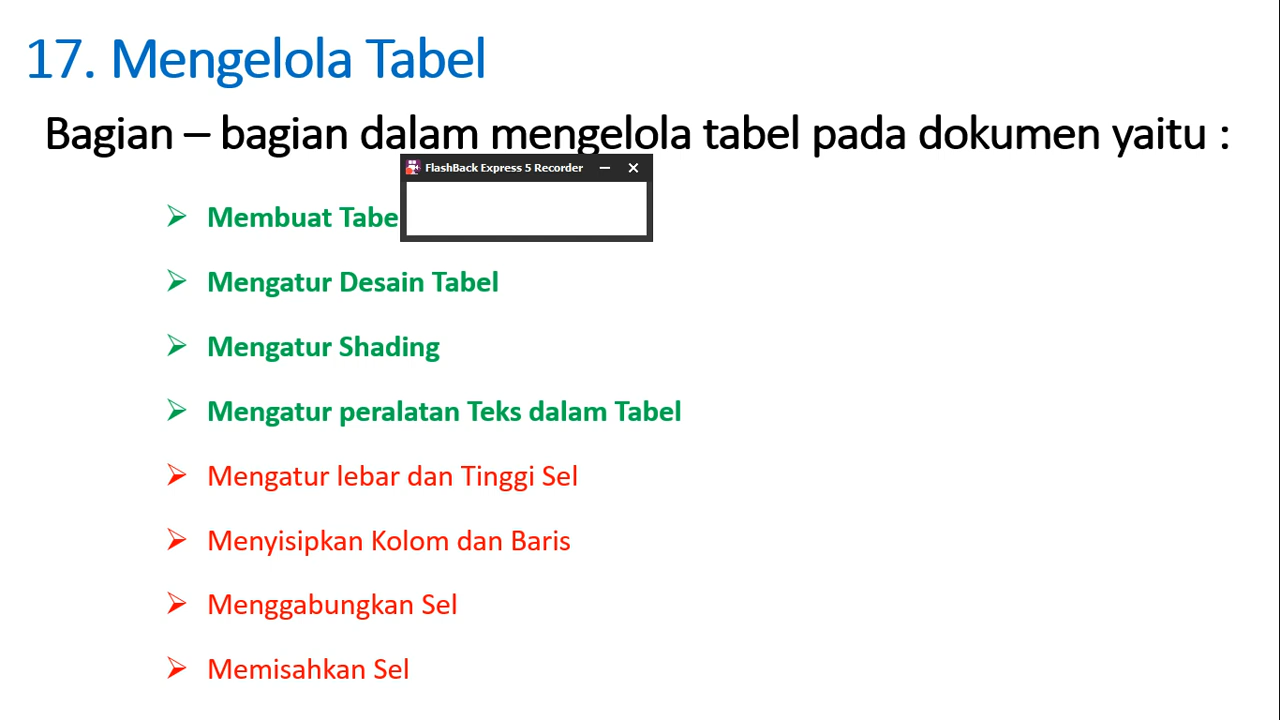 17. Mengelola Tabel
Bagian – bagian dalam mengelola tabel pada dokumen yaitu :
FlashBack Express 5 Recorder
➢ Membuat Tabe
➢ Mengatur Desain Tabel
➢ Mengatur Shading
➢ Mengatur peralatan Teks dalam Tabel
➢ Mengatur lebar dan Tinggi Sel
➢ Menyisipkan Kolom dan Baris
➢ Menggabungkan Sel
➢ Memisahkan Sel